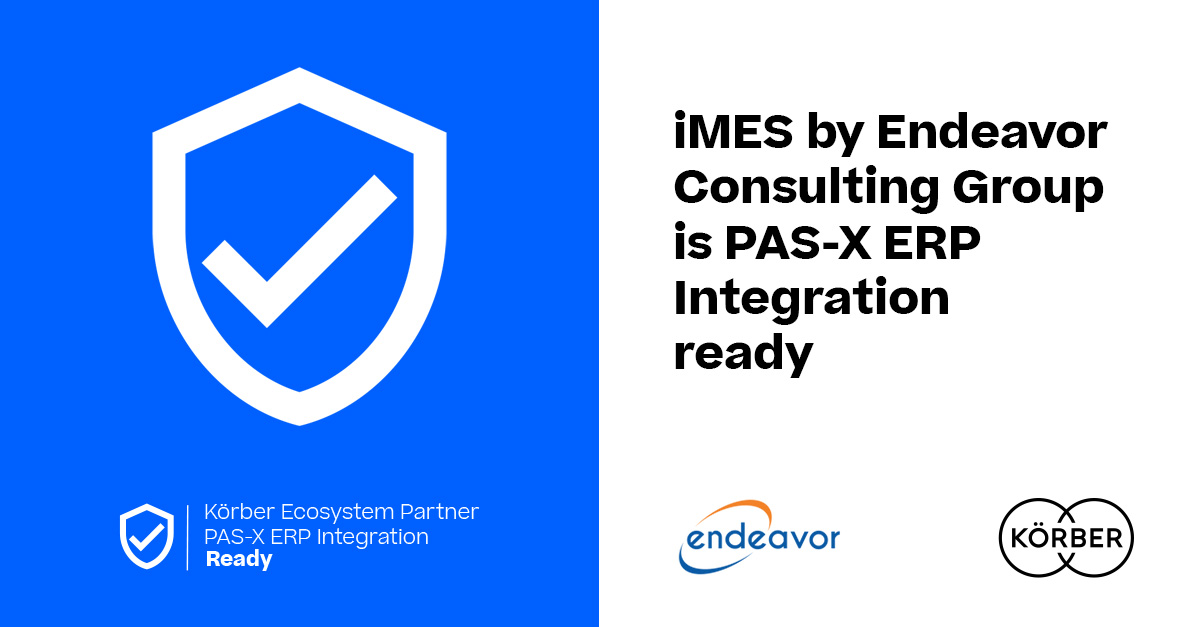 iMES by Endeavor
Consulting Group
is PAS-X ERP
Integration
ready
Körber Ecosystem Partner
PAS-X ERP Integration
Ready
endeavor
KÖRBER